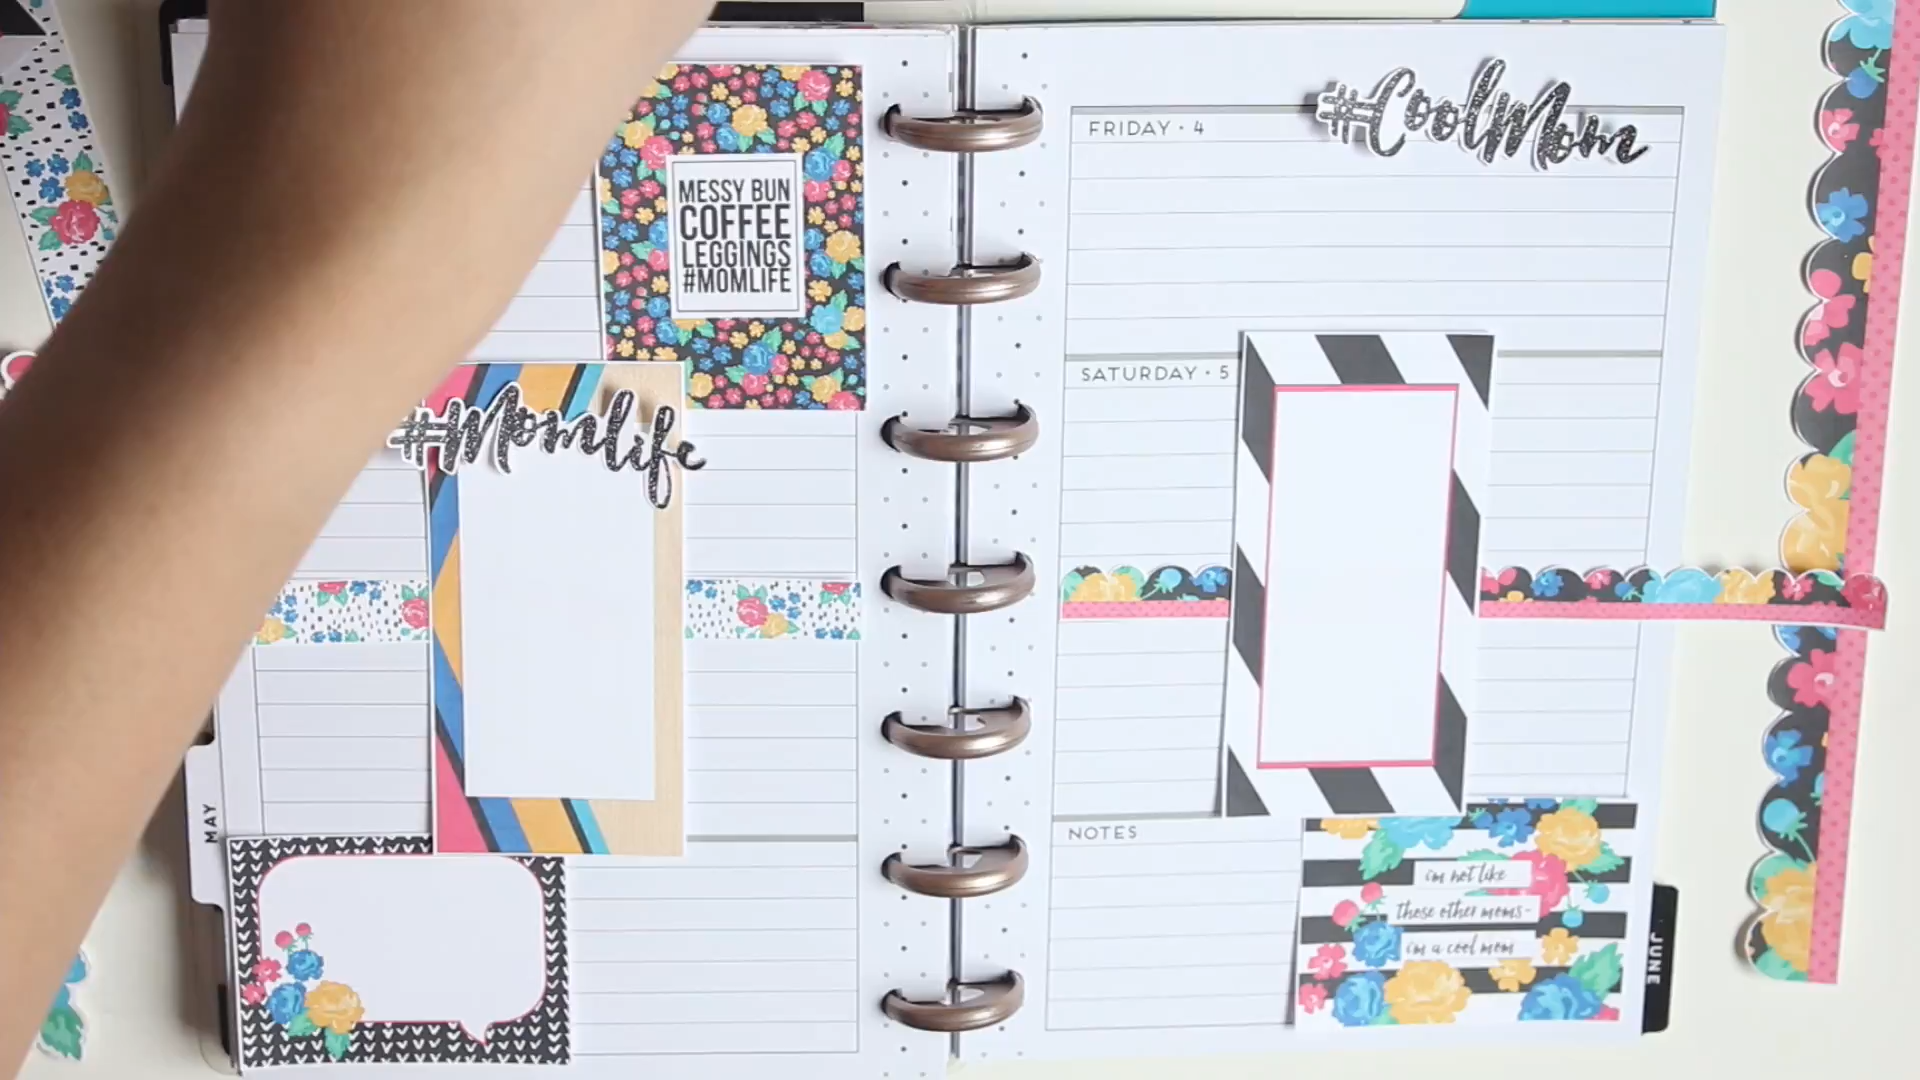 MESSY BUN
COFFEE
LEGGINGS
#MOMLIFE
#Momlife
MAY
#CoolMom
FRIDAY • 4
SATURDAY • 5
NOTES
i'm not like
those other moms-
i'm a cool mom
JUNE